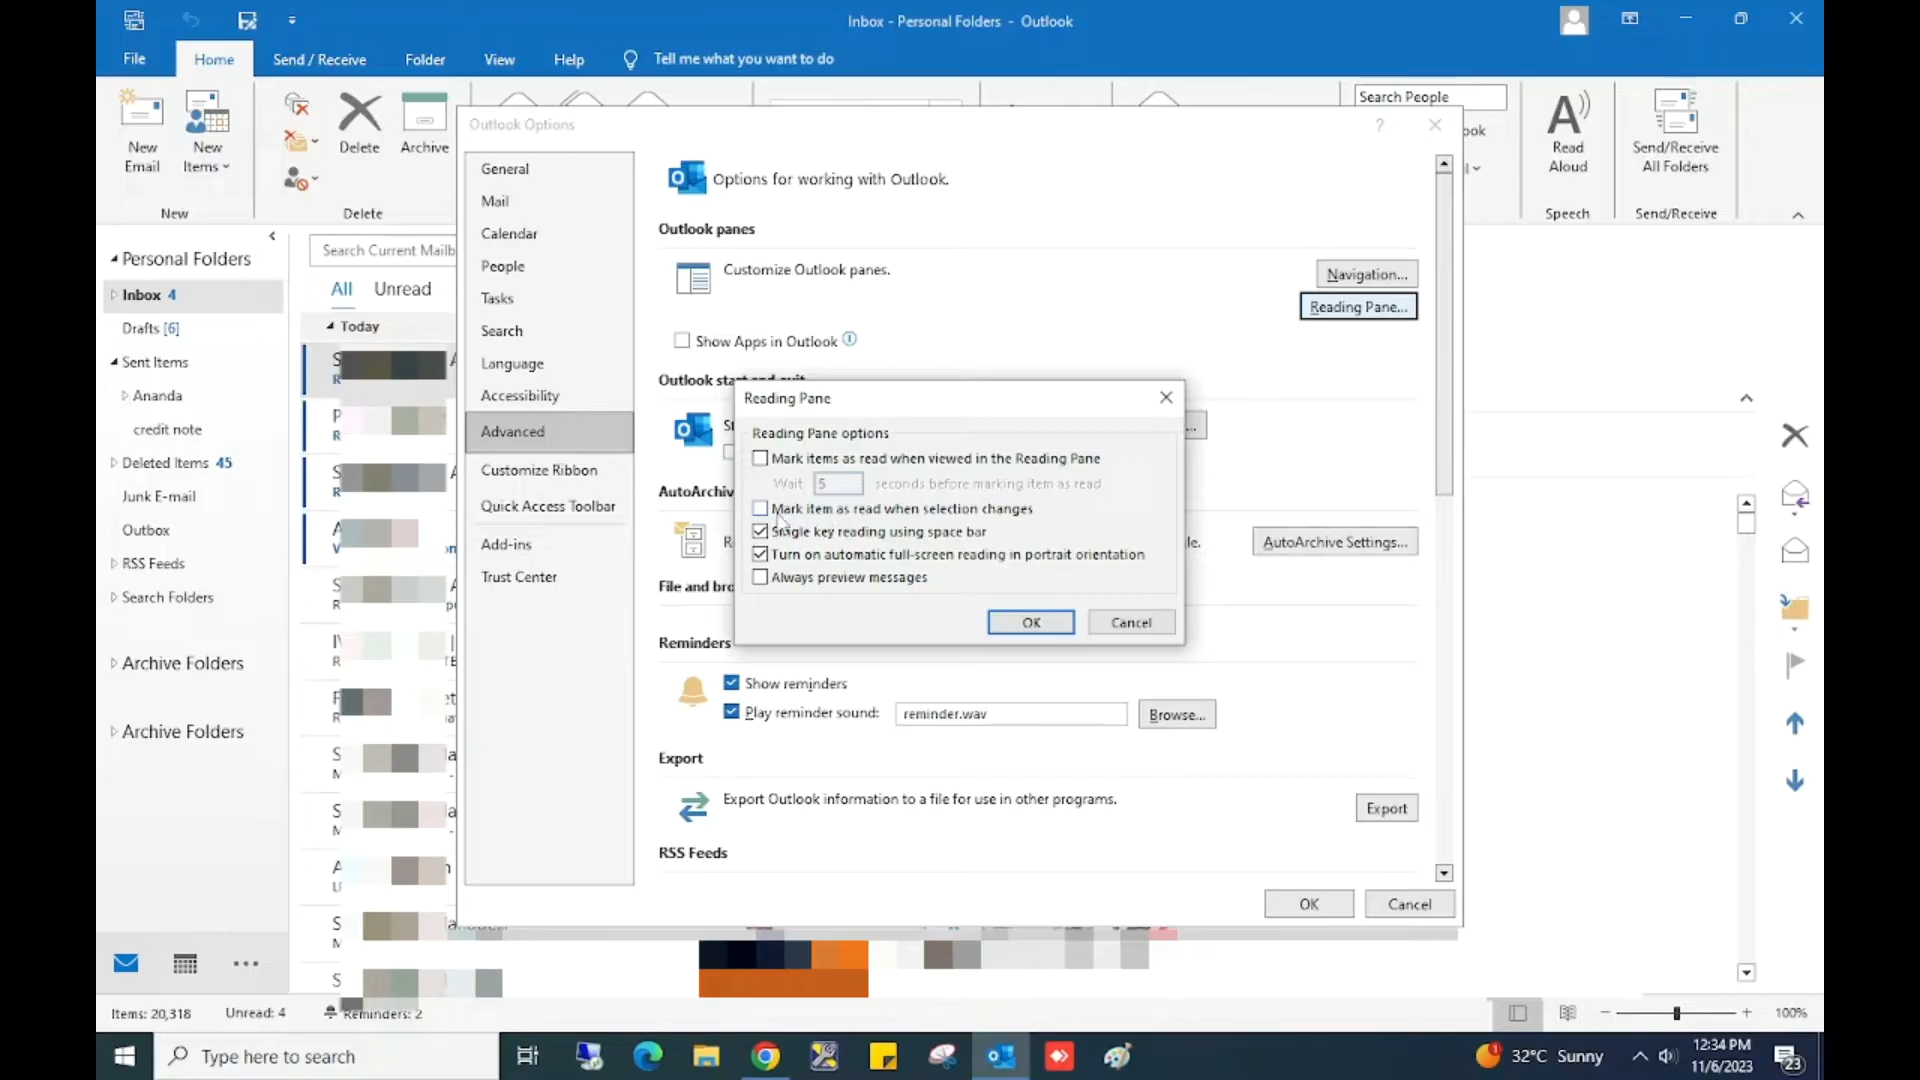 Inbox - Personal Folders - Outlook
File
Home
Send / Receive
Folder
View
Help
Tell me what you want to do
New Email
New Items
Delete
Archive
Search People
Read Aloud
Send/Receive All Folders
New
Delete
Speech
Send/Receive
Personal Folders
Inbox 4
Drafts [6]
Sent Items
Ananda
credit note
Deleted Items 45
Junk E-mail
Outbox
RSS Feeds
Search Folders
Archive Folders
Archive Folders
Search Current Mailb
All
Unread
Today
Outlook Options
General
Mail
Calendar
People
Tasks
Search
Language
Accessibility
Advanced
Customize Ribbon
Quick Access Toolbar
Add-ins
Trust Center
Options for working with Outlook.
Outlook panes
Customize Outlook panes.
Navigation...
Reading Pane...
Show Apps in Outlook
Outlook start and exit
AutoArchive
AutoArchive Settings...
Reading Pane
Reading Pane options
Mark items as read when viewed in the Reading Pane
Wait 5 seconds before marking item as read
Mark item as read when selection changes
Single key reading using space bar
Turn on automatic full-screen reading in portrait orientation
Always preview messages
OK
Cancel
Reminders
Show reminders
Play reminder sound:
reminder.wav
Browse...
Export
Export Outlook information to a file for use in other programs.
Export
RSS Feeds
OK
Cancel
Items: 20,318
Unread: 4
Reminders: 2
100%
Type here to search
32°C Sunny
12:34 PM
11/6/2023
23